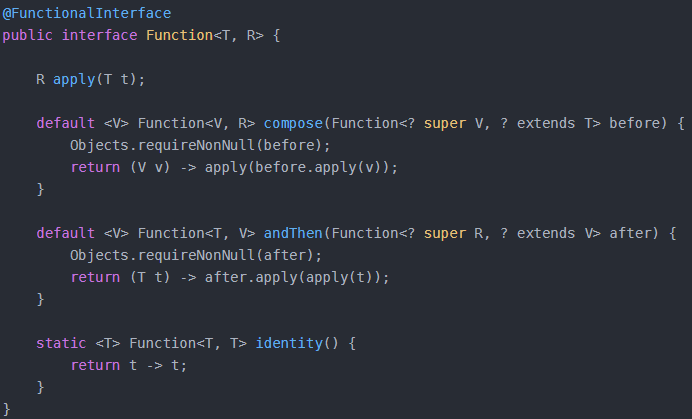 @FunctionalInterface
public interface Function<T, R> {
    R apply(T t);
    default <V> Function<V, R> compose(Function<? super V, ? extends T> before) {
        Objects.requireNonNull(before);
        return (V v) -> apply(before.apply(v));
    }
    default <V> Function<T, V> andThen(Function<? super R, ? extends V> after) {
        Objects.requireNonNull(after);
        return (T t) -> after.apply(apply(t));
    }
    static <T> Function<T, T> identity() {
        return t -> t;
    }
}